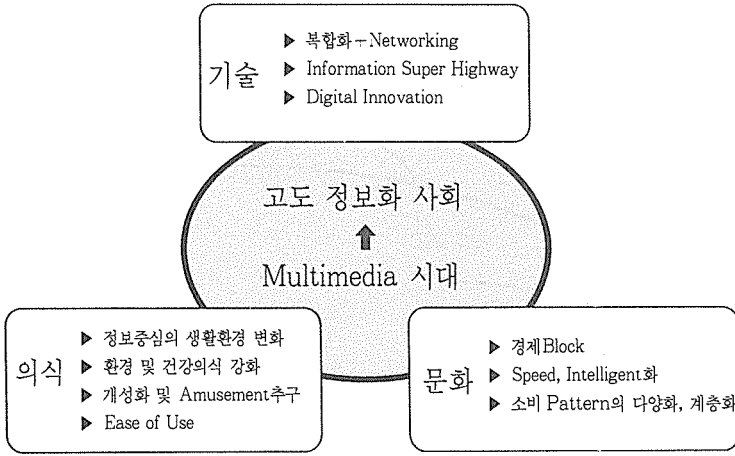 기술
▶ 복합화-Networking
▶ Information Super Highway
▶ Digital Innovation
고도 정보화 사회
Multimedia 시대
의식
▶ 정보중심의 생활환경 변화
▶ 환경 및 건강의식 강화
▶ 개성화 및 Amusement추구
▶ Ease of Use
문화
▶ 경제Block
▶ Speed, Intelligent화
▶ 소비 Pattern의 다양화, 계층화